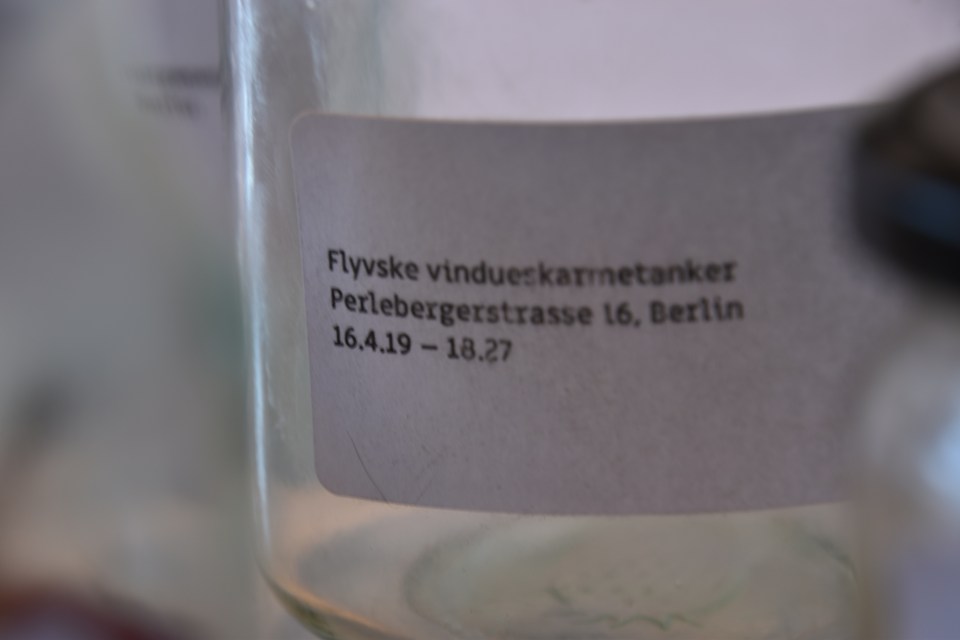 Flyvske vindueskarmetanker
Perlebergerstrasse 16, Berlin
16.4.19 – 18.27